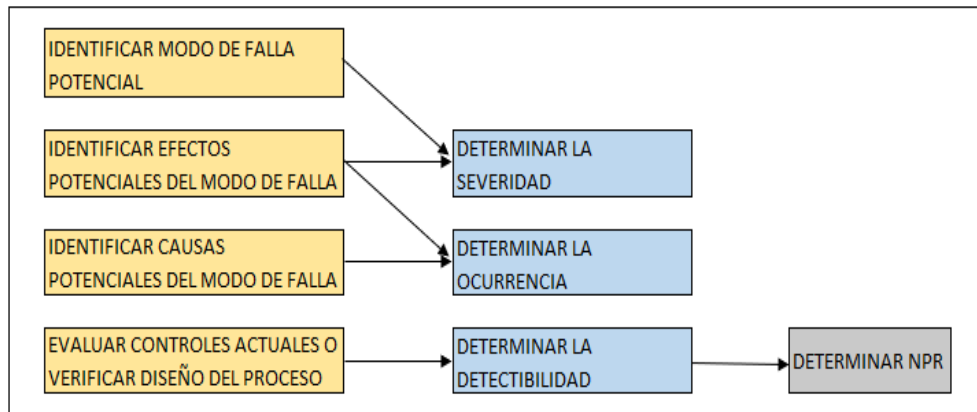 IDENTIFICAR MODO DE FALLA
POTENCIAL
IDENTIFICAR EFECTOS
POTENCIALES DEL MODO DE FALLA
DETERMINAR LA
SEVERIDAD
IDENTIFICAR CAUSAS
POTENCIALES DEL MODO DE FALLA
DETERMINAR LA
OCURRENCIA
EVALUAR CONTROLES ACTUALES O
VERIFICAR DISEÑO DEL PROCESO
DETERMINAR LA
DETECTIBILIDAD
DETERMINAR NPR